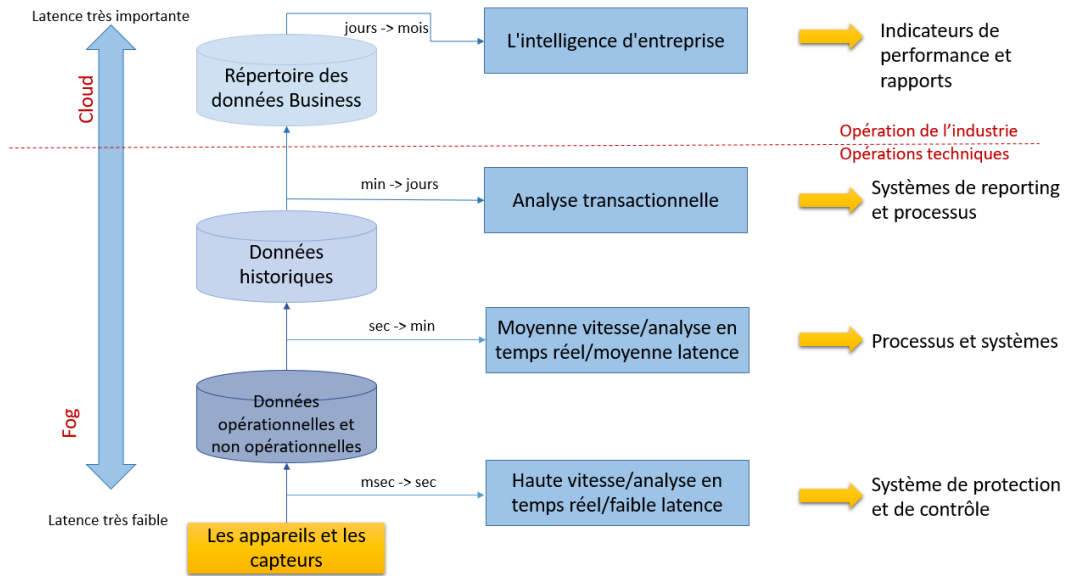 Latence très importante
jours -> mois
L'intelligence d'entreprise
Indicateurs de
performance et
rapports
Répertoire des
données Business
Cloud
Opération de l’industrie
Opérations techniques
min -> jours
Analyse transactionnelle
Systèmes de reporting
et processus
Données
historiques
sec -> min
Moyenne vitesse/analyse en
temps réel/moyenne latence
Processus et systèmes
Données
opérationnelles et
non opérationnelles
Fog
msec -> sec
Haute vitesse/analyse en
temps réel/faible latence
Système de protection
et de contrôle
Latence très faible
Les appareils et les
capteurs